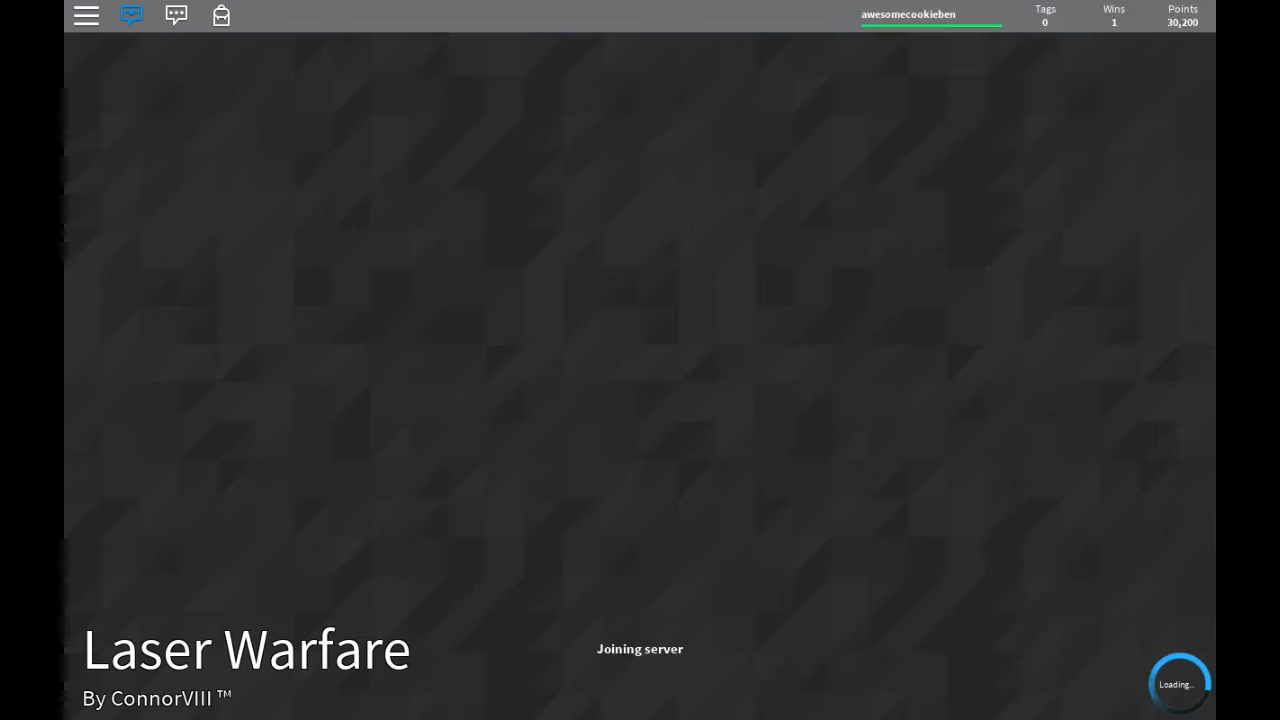 awesomecookieben
Tags
0
Wins
1
Points
30,200
Laser Warfare
By ConnorVIII ™
Joining server
Loading...